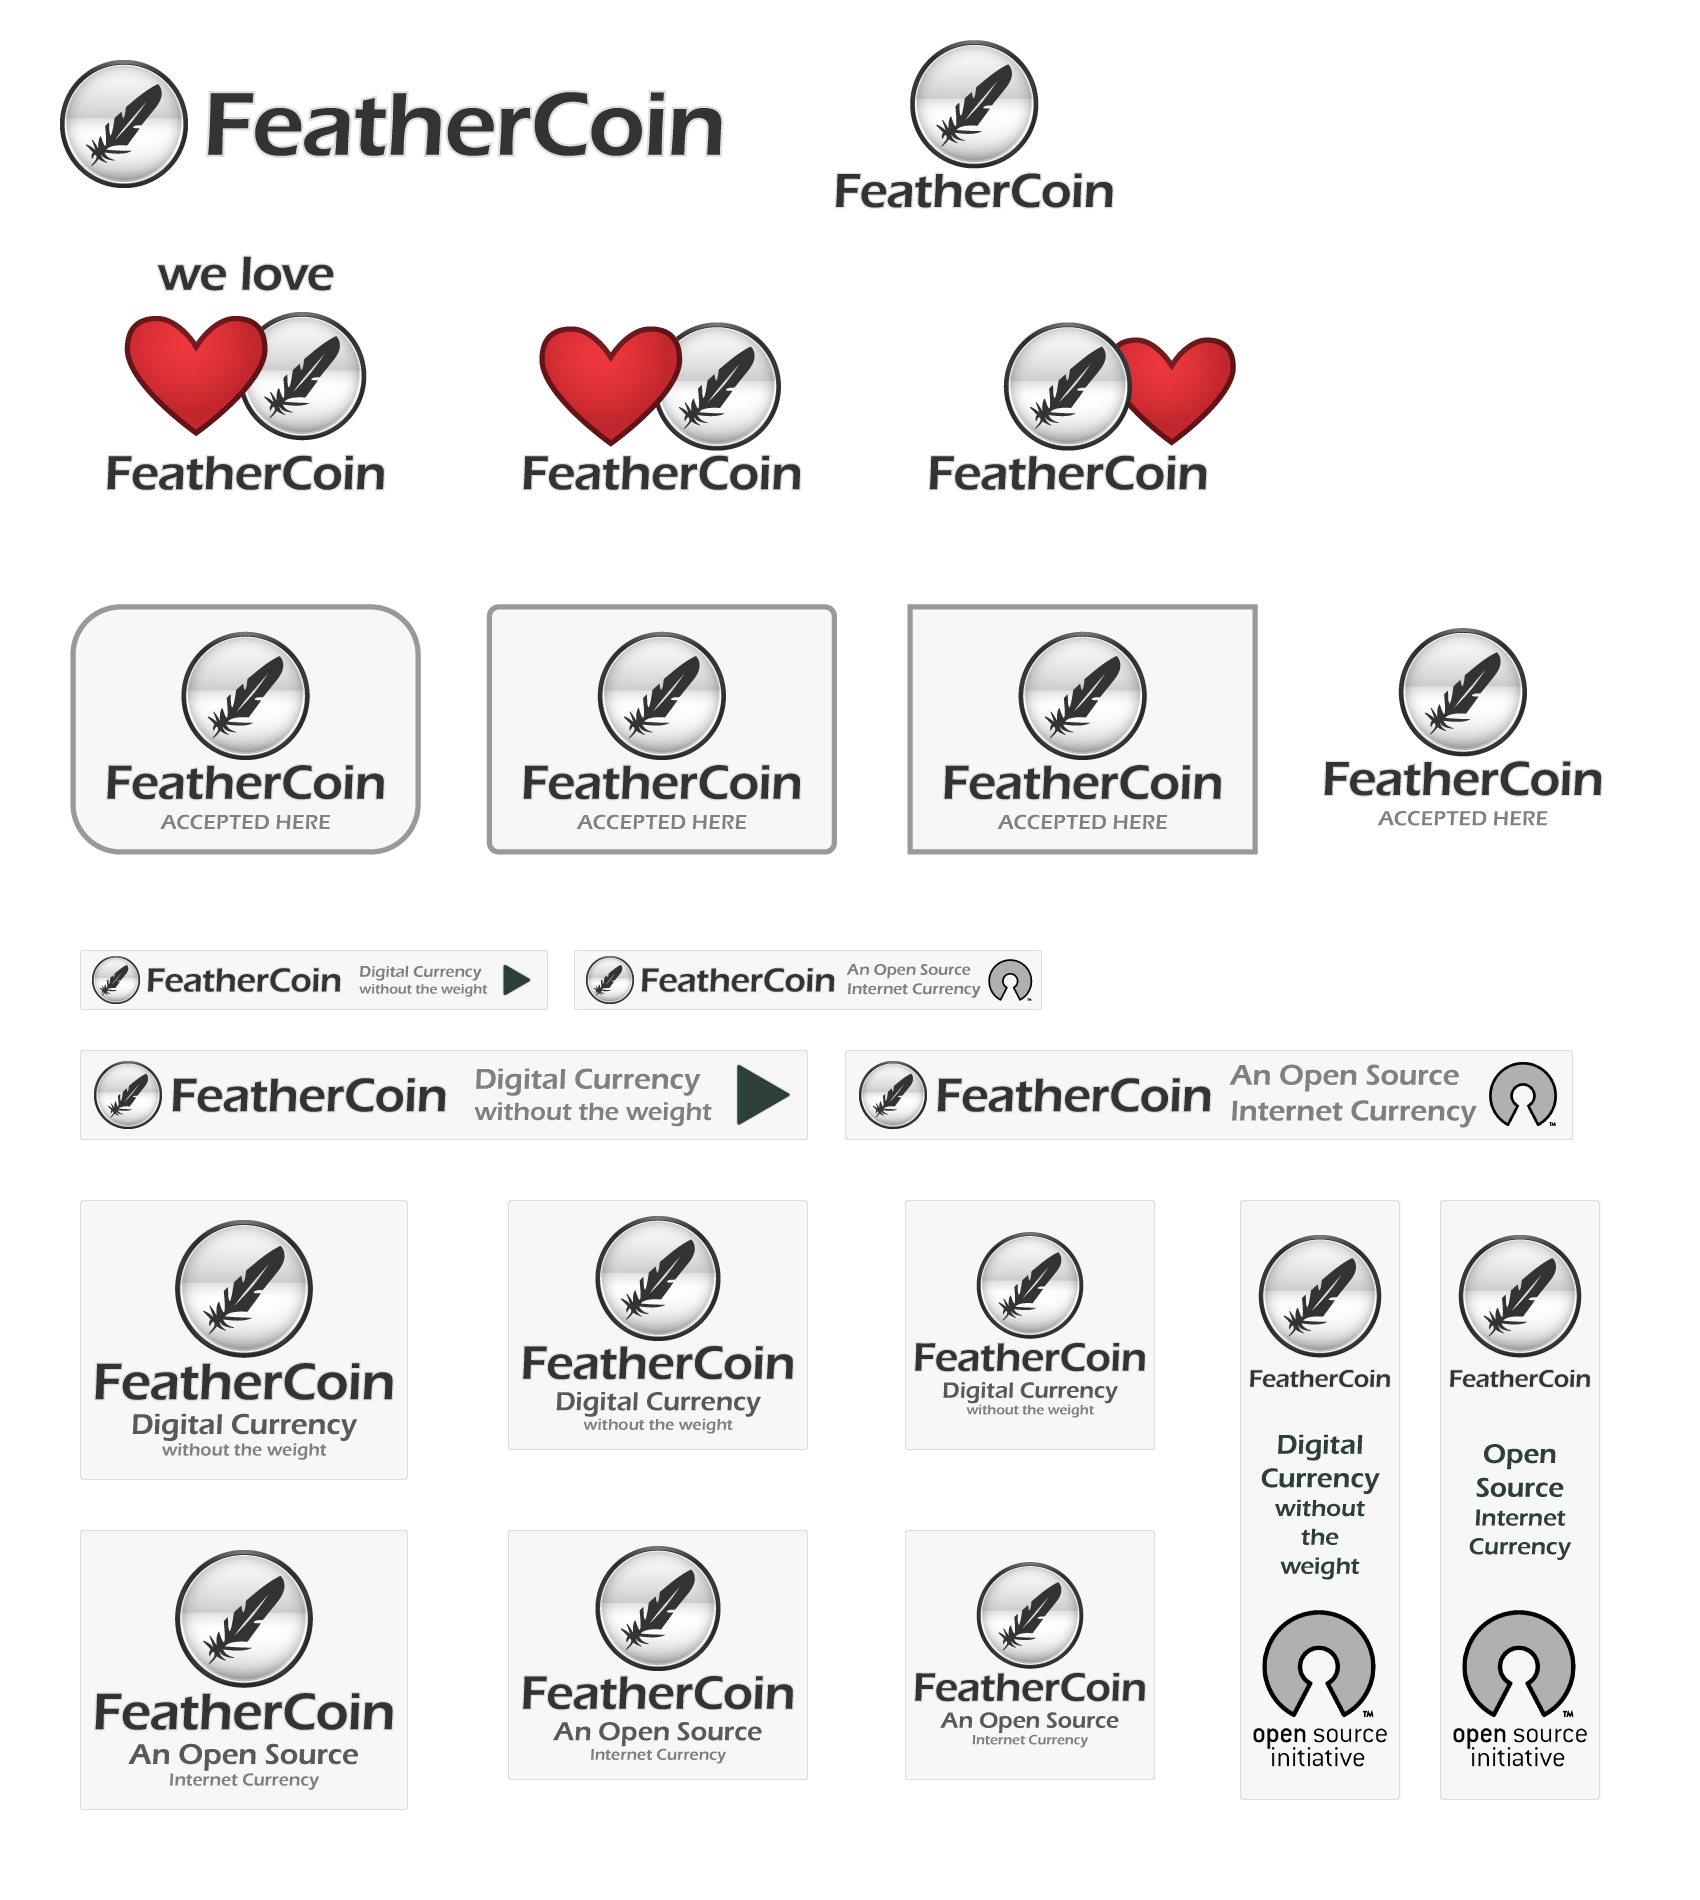 FeatherCoin
FeatherCoin
we love
FeatherCoin
FeatherCoin
FeatherCoin
FeatherCoin
ACCEPTED HERE
FeatherCoin
ACCEPTED HERE
FeatherCoin
ACCEPTED HERE
FeatherCoin
ACCEPTED HERE
FeatherCoin
Digital Currency
without the weight
FeatherCoin
An Open Source
Internet Currency
TM
FeatherCoin
Digital Currency
without the weight
FeatherCoin
An Open Source
Internet Currency
TM
FeatherCoin
Digital Currency
without the weight
FeatherCoin
Digital Currency
without the weight
FeatherCoin
Digital Currency
without the weight
FeatherCoin
Digital
Currency
without
the
weight
TM
open source
initiative
FeatherCoin
Open
Source
Internet
Currency
TM
open source
initiative
FeatherCoin
An Open Source
Internet Currency
FeatherCoin
An Open Source
Internet Currency
FeatherCoin
An Open Source
Internet Currency